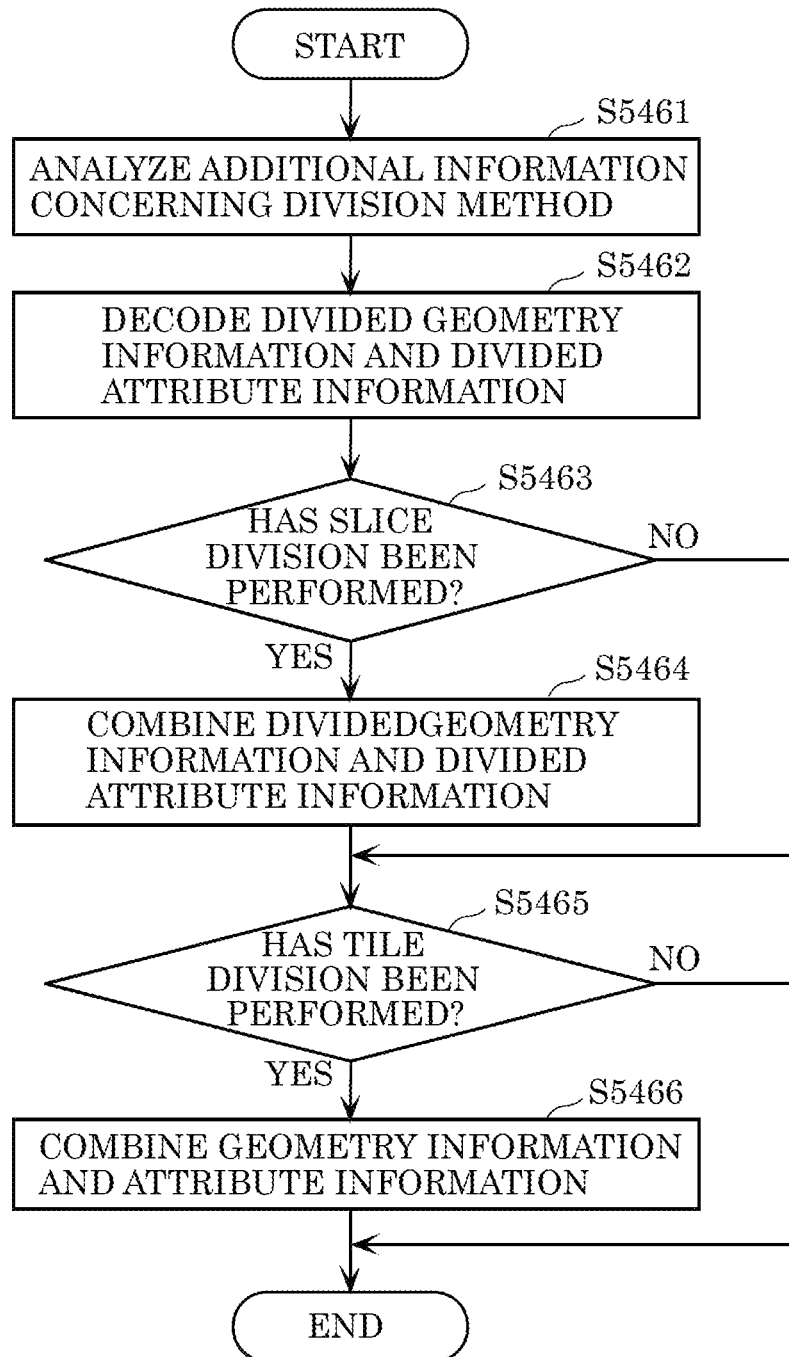 START
S5461
ANALYZE ADDITIONAL INFORMATION
CONCERNING DIVISION METHOD
S5462
DECODE DIVIDED GEOMETRY
INFORMATION AND DIVIDED
ATTRIBUTE INFORMATION
S5463
HAS SLICE
DIVISION BEEN
PERFORMED?
NO
YES
S5464
COMBINE DIVIDEDGEOMETRY
INFORMATION AND DIVIDED
ATTRIBUTE INFORMATION
S5465
HAS TILE
DIVISION BEEN
PERFORMED?
NO
YES
S5466
COMBINE GEOMETRY INFORMATION
AND ATTRIBUTE INFORMATION
END